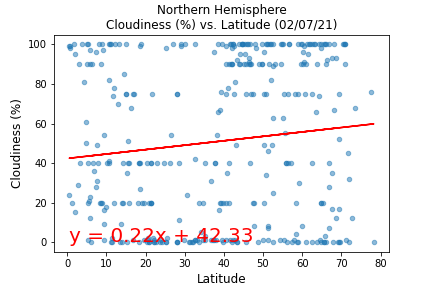 Northern Hemisphere
Cloudiness (%) vs. Latitude (02/07/21)
100
80
60
40
20
0
Cloudiness (%)
y = 0.22x + 42.33
0 10 20 30 40 50 60 70 80
Latitude